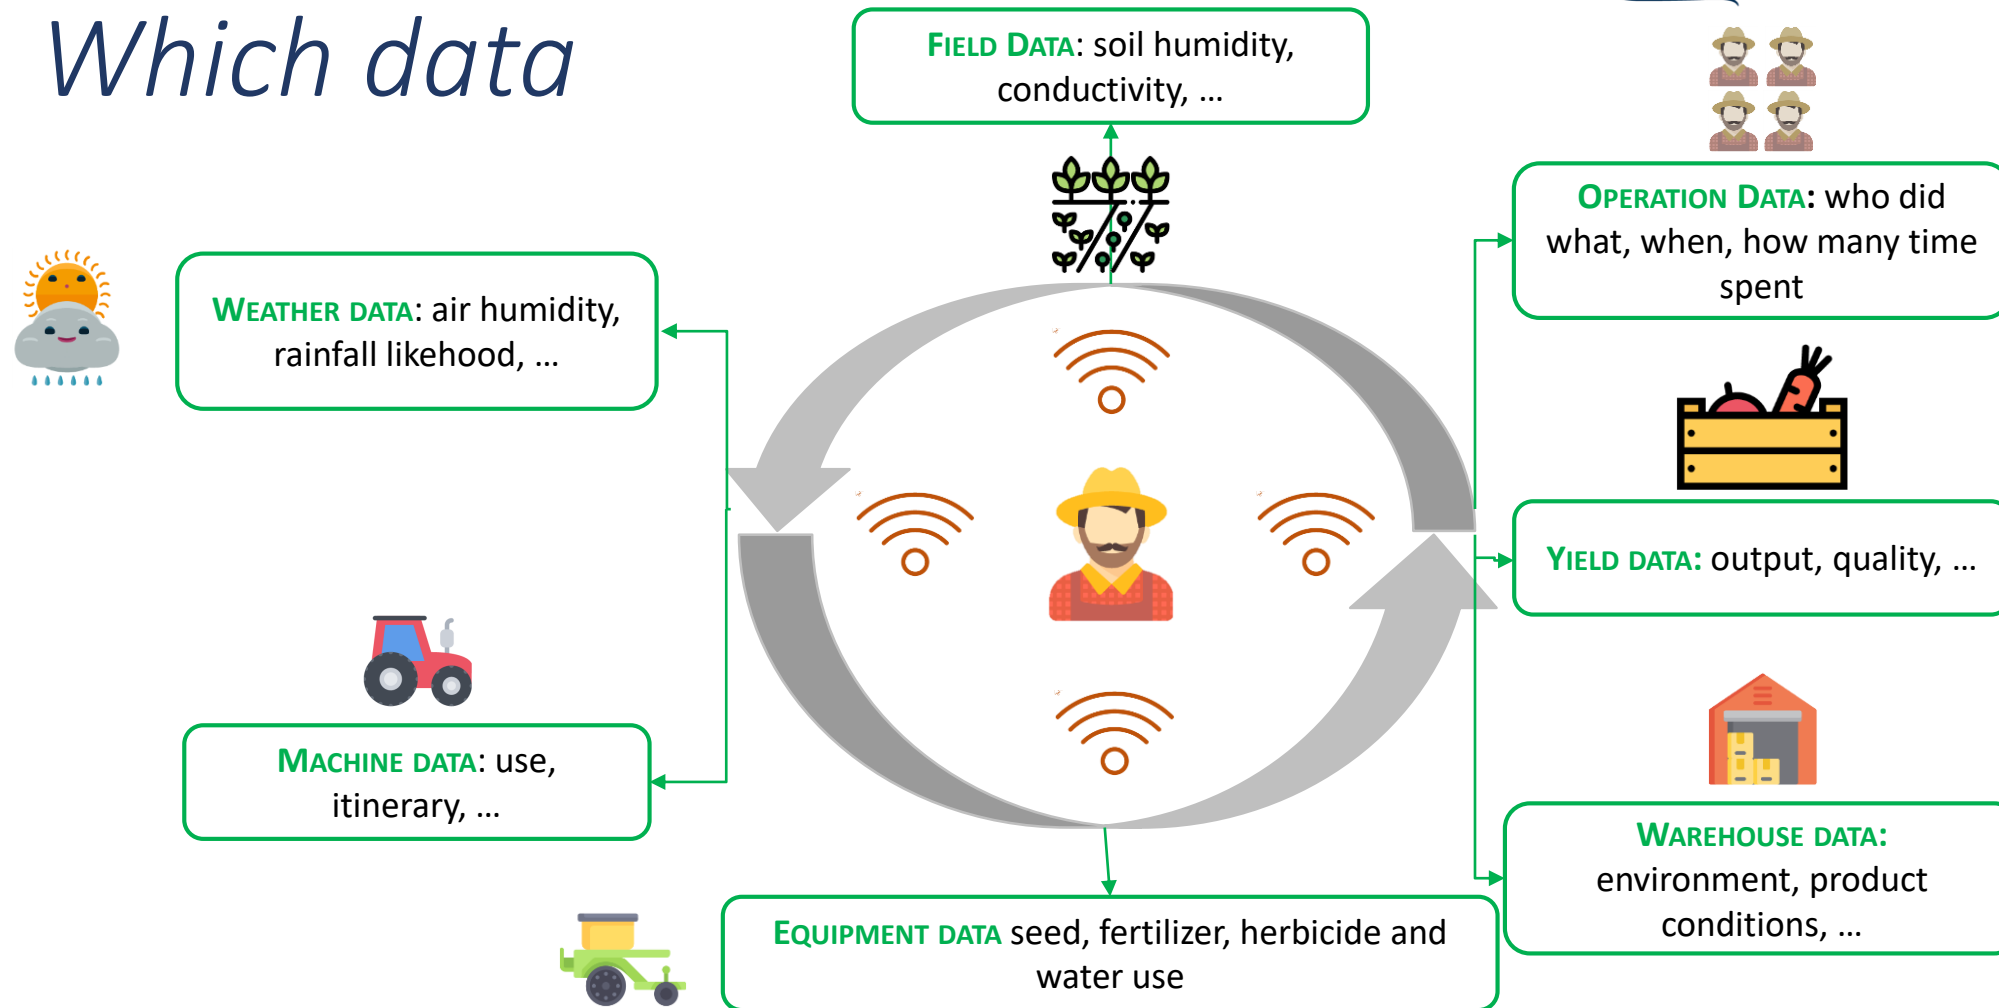 Which data
FIELD DATA: soil humidity,
conductivity, ...
OPERATION DATA: who did
what, when, how many time
spent
WEATHER DATA: air humidity,
rainfall likehood, ...
YIELD DATA: output, quality, ...
MACHINE DATA: use,
itinerary, ...
WAREHOUSE DATA:
environment, product
conditions, ...
EQUIPMENT DATA seed, fertilizer, herbicide and
water use